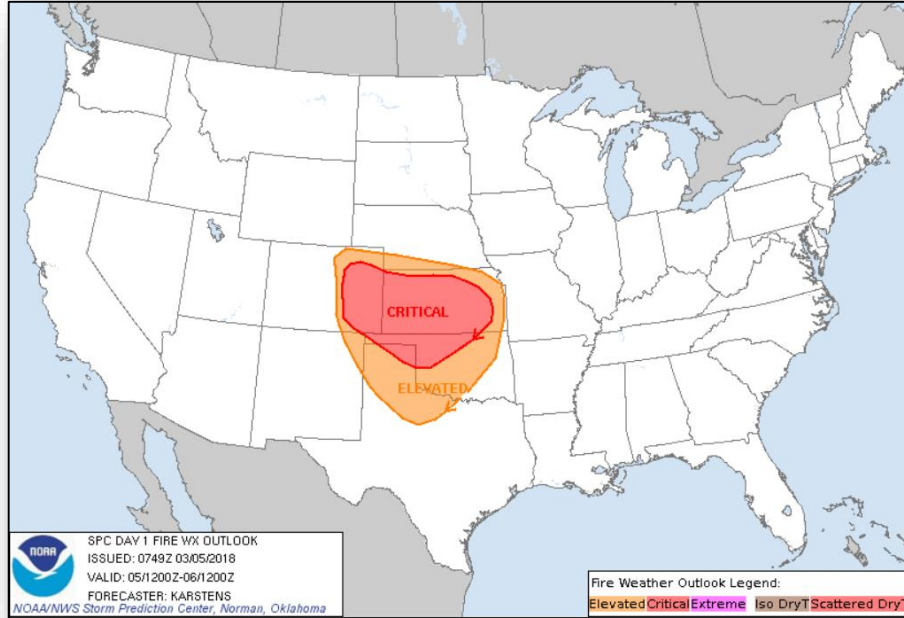 CRITICAL
ELEVATED
NOAA
SPC DAY 1 FIRE WX OUTLOOK
ISSUED: 0749Z 03/05/2018
VALID: 05/1200Z-06/1200Z
FORECASTER: KARSTENS
NOAA/NWS Storm Prediction Center, Norman, Oklahoma
Fire Weather Outlook Legend:
Elevated Critical Extreme Iso DryT Scattered DryT